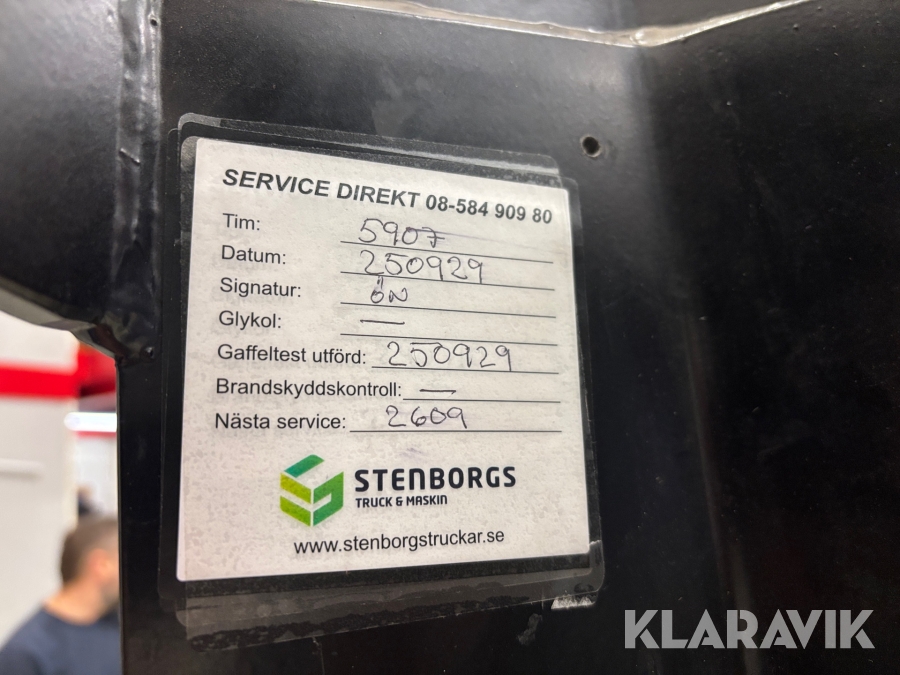 SERVICE DIREKT 08-584 909 80
Tim: 5907
Datum: 250929
Signatur: ÖN
Glykol: —
Gaffeltest utförd: 250929
Brandskyddskontroll: —
Nästa service: 2609
STENBORGS
TRUCK & MASKIN
www.stenborgstruckar.se
KLARAVIK